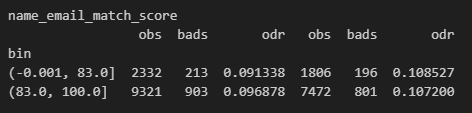 name_email_match_score
obs bads odr obs bads odr
bin
(-0.001, 83.0] 2332 213 0.091338 1806 196 0.108527
(83.0, 100.0] 9321 903 0.096878 7472 801 0.107200